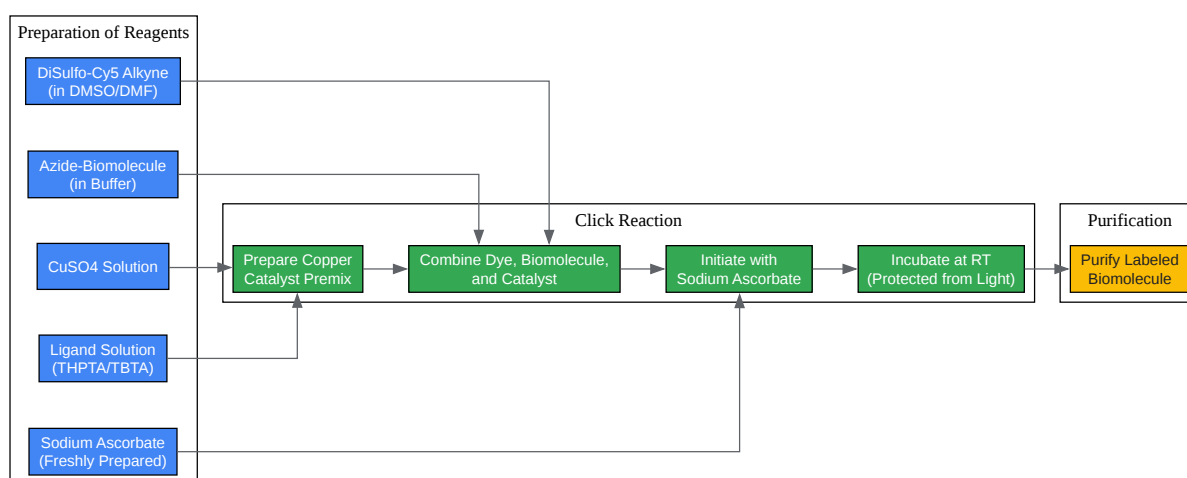 Preparation of Reagents
DiSulfo-Cy5 Alkyne
(in DMSO/DMF)
Azide-Biomolecule
(in Buffer)
CuSO4 Solution
Ligand Solution
(THPTA/TBTA)
Sodium Ascorbate
(Freshly Prepared)
Click Reaction
Prepare Copper
Catalyst Premix
Combine Dye, Biomolecule,
and Catalyst
Initiate with
Sodium Ascorbate
Incubate at RT
(Protected from Light)
Purification
Purify Labeled
Biomolecule